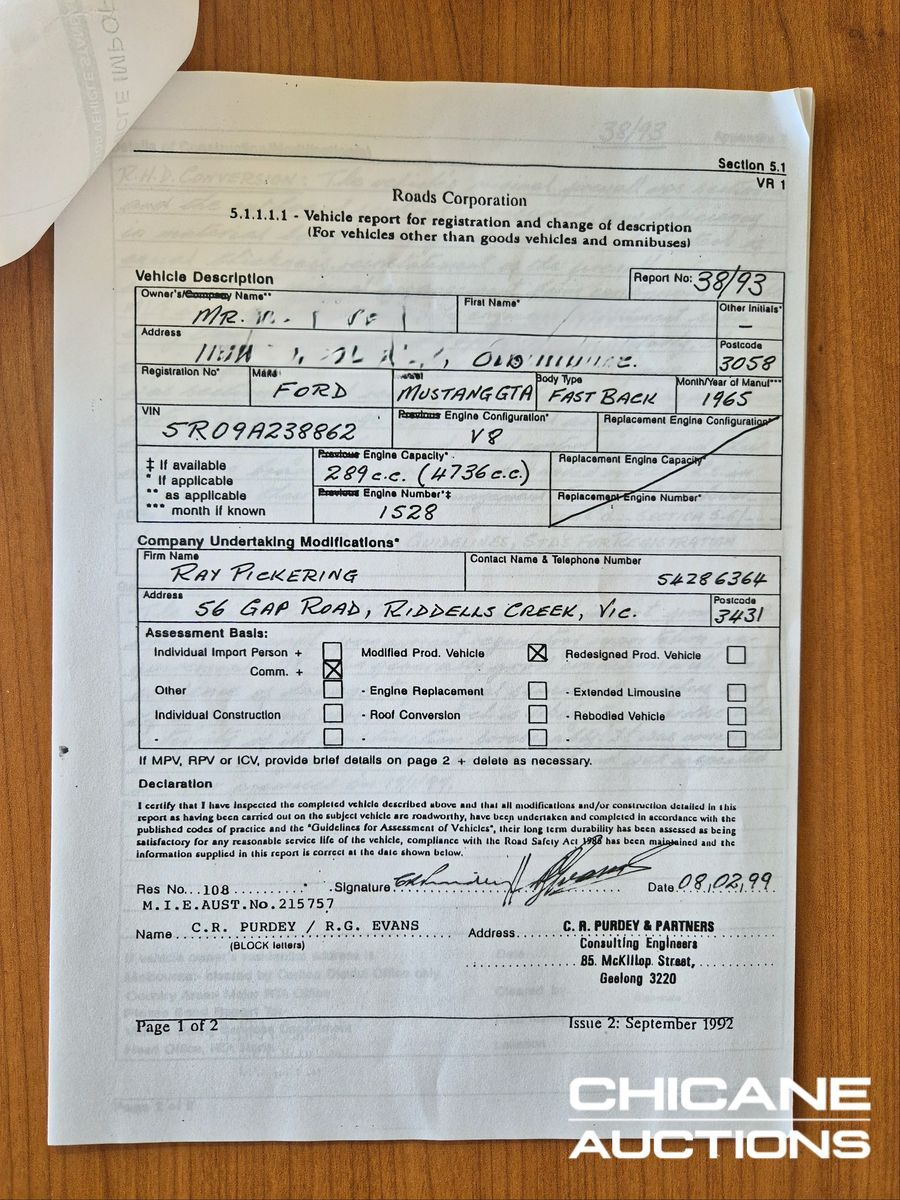 38/93
Section 5.1
VR 1
R.H.D. CONVERSION:
Roads Corporation
5.1.1.1.1 - Vehicle report for registration and change of description
(For vehicles other than goods vehicles and omnibuses)
Vehicle Description
Report No: 38/93
Owner's/Company Name** First Name* Other Initials*
MR. -
Address Postcode
3058
Registration No* Make Model Body Type Month/Year of Manuf***
FORD MUSTANG GTA FAST BACK 1965
VIN Previous Engine Configuration* Replacement Engine Configuration*
5R09A238862 V8
‡ If available Previous Engine Capacity* Replacement Engine Capacity*
* If applicable 289 c.c. (4736 c.c.)
** as applicable Previous Engine Number*‡ Replacement Engine Number*
*** month if known 1528
Company Undertaking Modifications*
Firm Name Contact Name & Telephone Number
RAY PICKERING 54286364
Address Postcode
56 GAP ROAD, RIDDELLS CREEK, VIC. 3431
Assessment Basis:
Individual Import Person + Modified Prod. Vehicle Redesigned Prod. Vehicle
Comm. +
Other - Engine Replacement - Extended Limousine
Individual Construction - Roof Conversion - Rebodied Vehicle
- - -
If MPV, RPV or ICV, provide brief details on page 2 + delete as necessary.
Declaration
I certify that I have inspected the completed vehicle described above and that all modifications and/or construction detailed in this
report as having been carried out on the subject vehicle are roadworthy, have been undertaken and completed in accordance with the
published codes of practice and the "Guidelines for Assessment of Vehicles", their long term durability has been assessed as being
satisfactory for any reasonable service life of the vehicle, compliance with the Road Safety Act 1986 has been maintained and the
information supplied in this report is correct at the date shown below.
Res No...108 Signature Date 08,02,99
M.I.E.AUST.No.215757
Name C.R. PURDEY / R.G. EVANS Address C. R. PURDEY & PARTNERS
(BLOCK letters) Consulting Engineers
85. McKillop. Street,
Geelong 3220
Page 1 of 2 Issue 2: September 1992
CHICANE
AUCTIONS